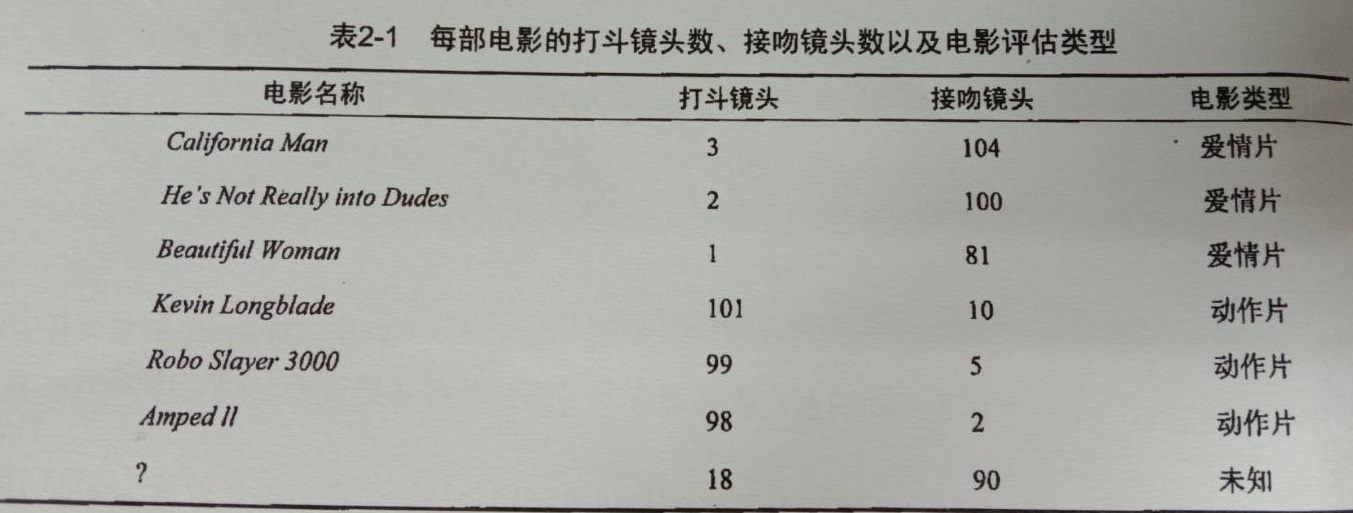 表2-1 每部电影的打斗镜头数、接吻镜头数以及电影评估类型
电影名称 打斗镜头 接吻镜头 电影类型
California Man 3 104 爱情片
He's Not Really into Dudes 2 100 爱情片
Beautiful Woman 1 81 爱情片
Kevin Longblade 101 10 动作片
Robo Slayer 3000 99 5 动作片
Amped II 98 2 动作片
? 18 90 未知